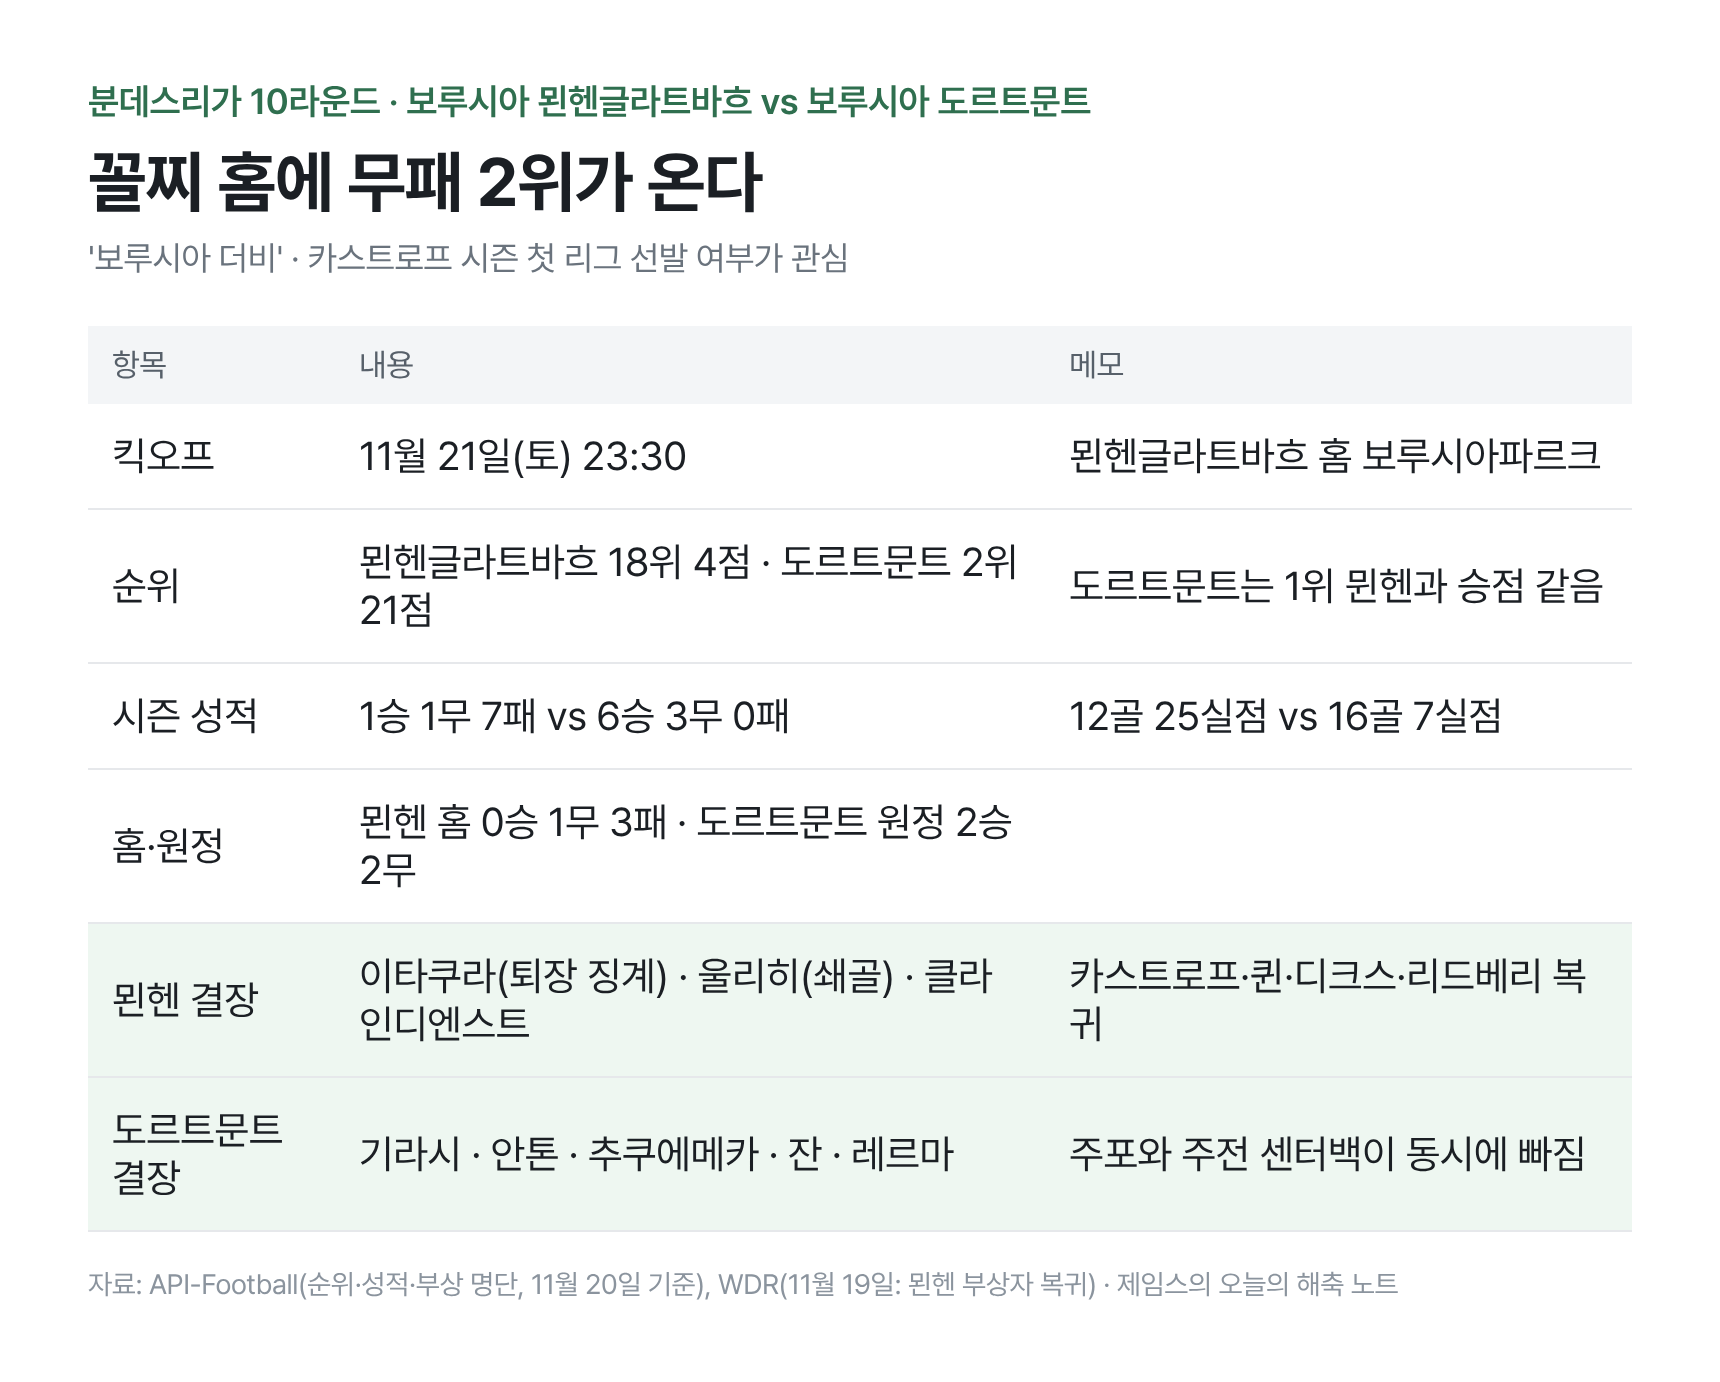 분데스리가 10라운드 · 보루시아 묀헨글라트바흐 vs 보루시아 도르트문트
꼴찌 홈에 무패 2위가 온다
'보루시아 더비' · 카스트로프 시즌 첫 리그 선발 여부가 관심
항목 내용 메모
킥오프 11월 21일(토) 23:30 묀헨글라트바흐 홈 보루시아파르크
순위 묀헨글라트바흐 18위 4점 · 도르트문트 2위
21점
도르트문트는 1위 뮌헨과 승점 같음
시즌 성적 1승 1무 7패 vs 6승 3무 0패 12골 25실점 vs 16골 7실점
홈·원정 묀헨 홈 0승 1무 3패 · 도르트문트 원정 2승
2무
묀헨 결장 이타쿠라(퇴장 징계) · 울리히(쇄골) · 클라
인디엔스트
카스트로프·퀸·디크스·리드베리 복
귀
도르트문트
결장
기라시 · 안톤 · 추쿠에메카 · 잔 · 레르마 주포와 주전 센터백이 동시에 빠짐
자료: API-Football(순위·성적·부상 명단, 11월 20일 기준), WDR(11월 19일: 묀헨 부상자 복귀) · 제임스의 오늘의 해축 노트